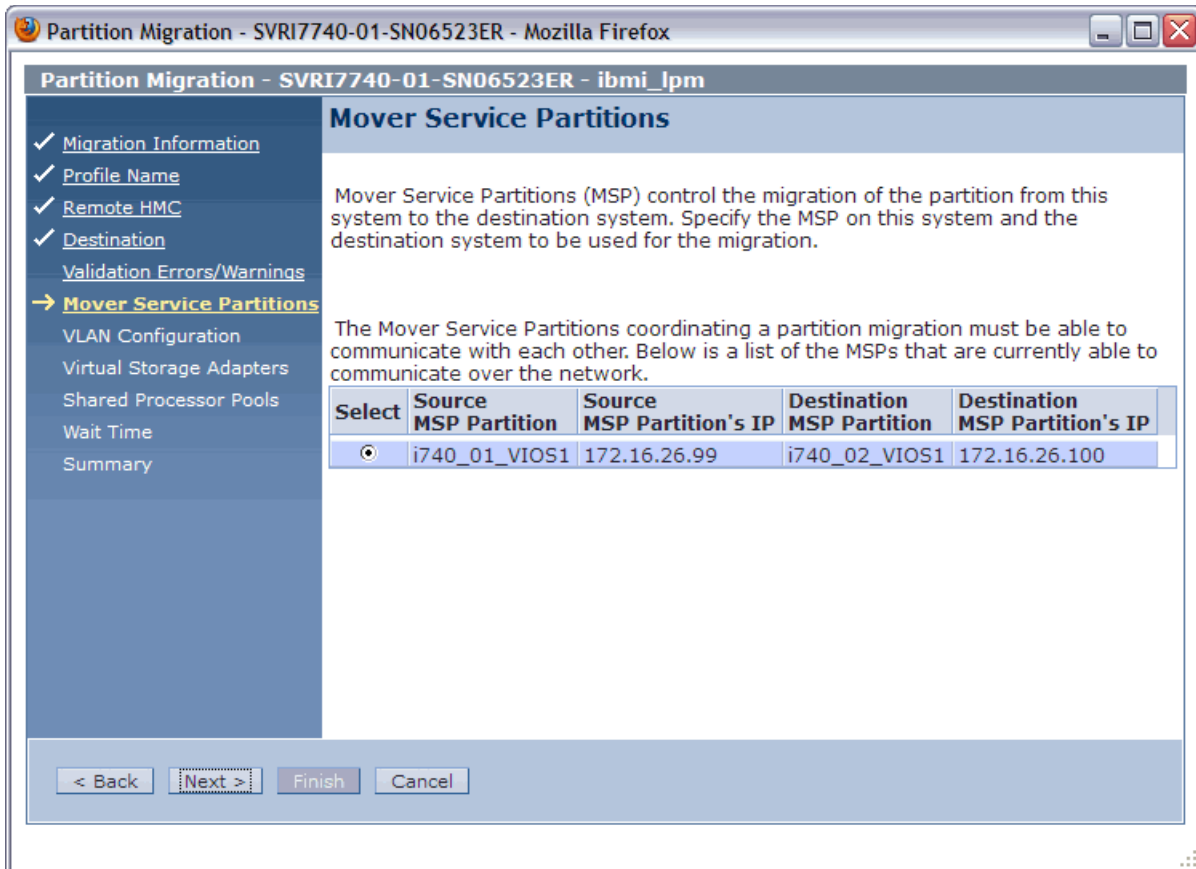 Partition Migration - SVRI7740-01-SN06523ER - Mozilla Firefox
Partition Migration - SVRI7740-01-SN06523ER - ibmi_lpm
Migration Information
Profile Name
Remote HMC
Destination
Validation Errors/Warnings
Mover Service Partitions
VLAN Configuration
Virtual Storage Adapters
Shared Processor Pools
Wait Time
Summary
Mover Service Partitions
Mover Service Partitions (MSP) control the migration of the partition from this
system to the destination system. Specify the MSP on this system and the
destination system to be used for the migration.
The Mover Service Partitions coordinating a partition migration must be able to
communicate with each other. Below is a list of the MSPs that are currently able to
communicate over the network.
Select Source MSP Partition Source MSP Partition's IP Destination MSP Partition Destination MSP Partition's IP
i740_01_VIOS1 172.16.26.99 i740_02_VIOS1 172.16.26.100
< Back Next > Finish Cancel